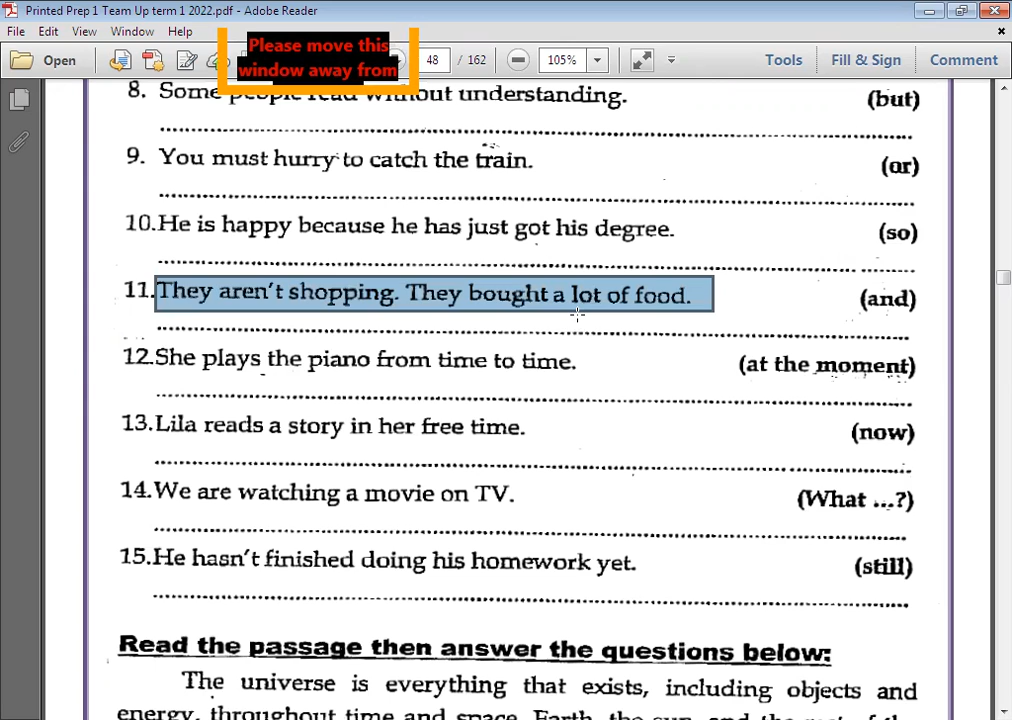 Printed Prep 1 Team Up term 1 2022.pdf - Adobe Reader
File Edit View Window Help
Please move this
window away from
Open 48 / 162 105% Tools Fill & Sign Comment
8. Some people read without understanding. (but)
9. You must hurry to catch the train. (or)
10. He is happy because he has just got his degree. (so)
11. They aren't shopping. They bought a lot of food. (and)
12. She plays the piano from time to time. (at the moment)
13. Lila reads a story in her free time. (now)
14. We are watching a movie on TV. (What ...?)
15. He hasn't finished doing his homework yet. (still)
Read the passage then answer the questions below:
The universe is everything that exists, including objects and
energy, throughout time and space. Earth, the sun, and the rest of the